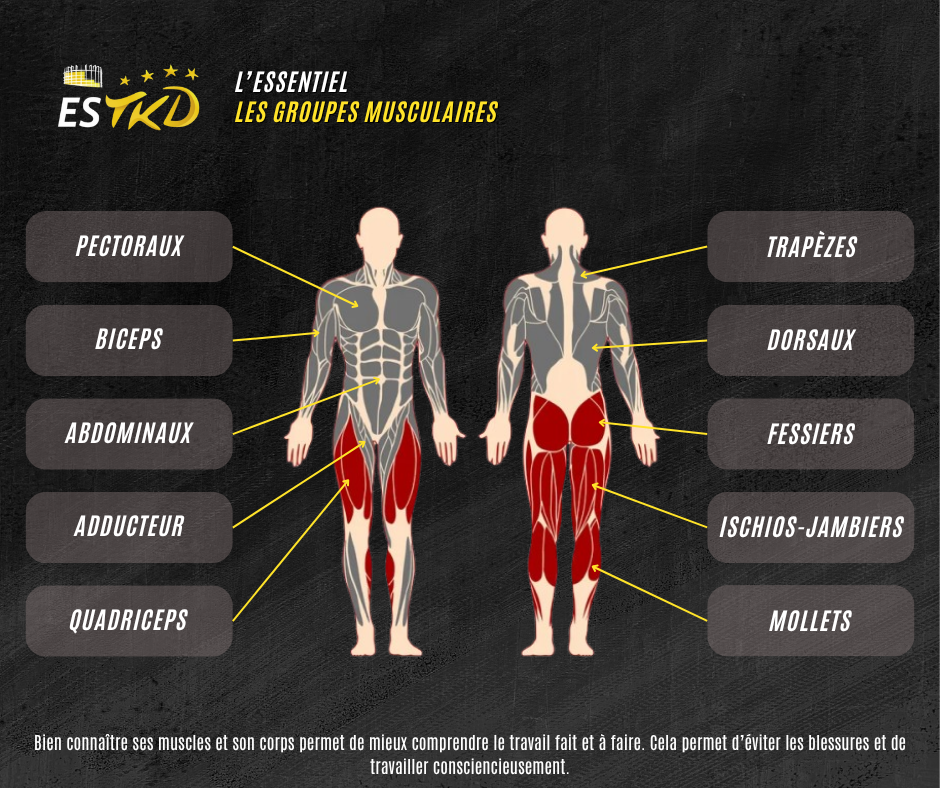 ESTKD
L'ESSENTIEL
LES GROUPES MUSCULAIRES
PECTORAUX
BICEPS
ABDOMINAUX
ADDUCTEUR
QUADRICEPS
TRAPÈZES
DORSAUX
FESSIERS
ISCHIOS-JAMBIERS
MOLLETS
Bien connaître ses muscles et son corps permet de mieux comprendre le travail fait et à faire. Cela permet d'éviter les blessures et de
travailler consciencieusement.